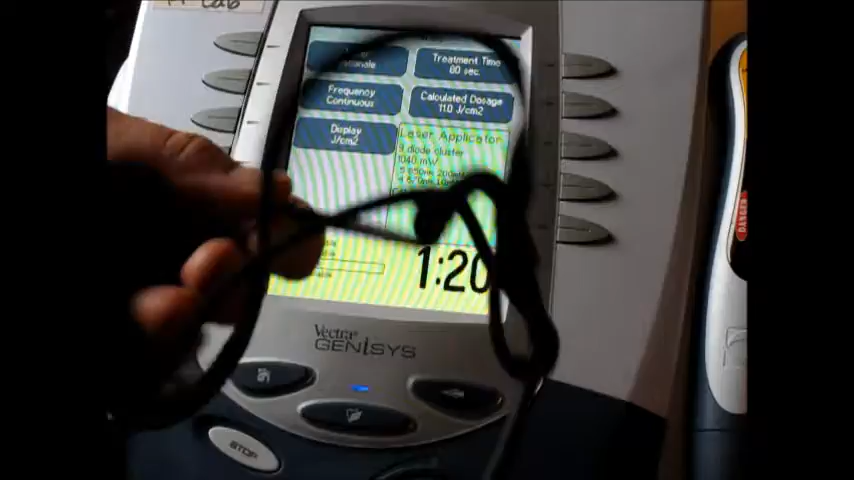 Lab
Treatment Time
80 sec.
Frequency
Continuous
Calculated Dosage
11.0 J/cm2
Display
J/cm2
Laser Applicator
9 diode cluster
1040 mW
1:20
Vectra®
GENISYS
STOP
DANGER